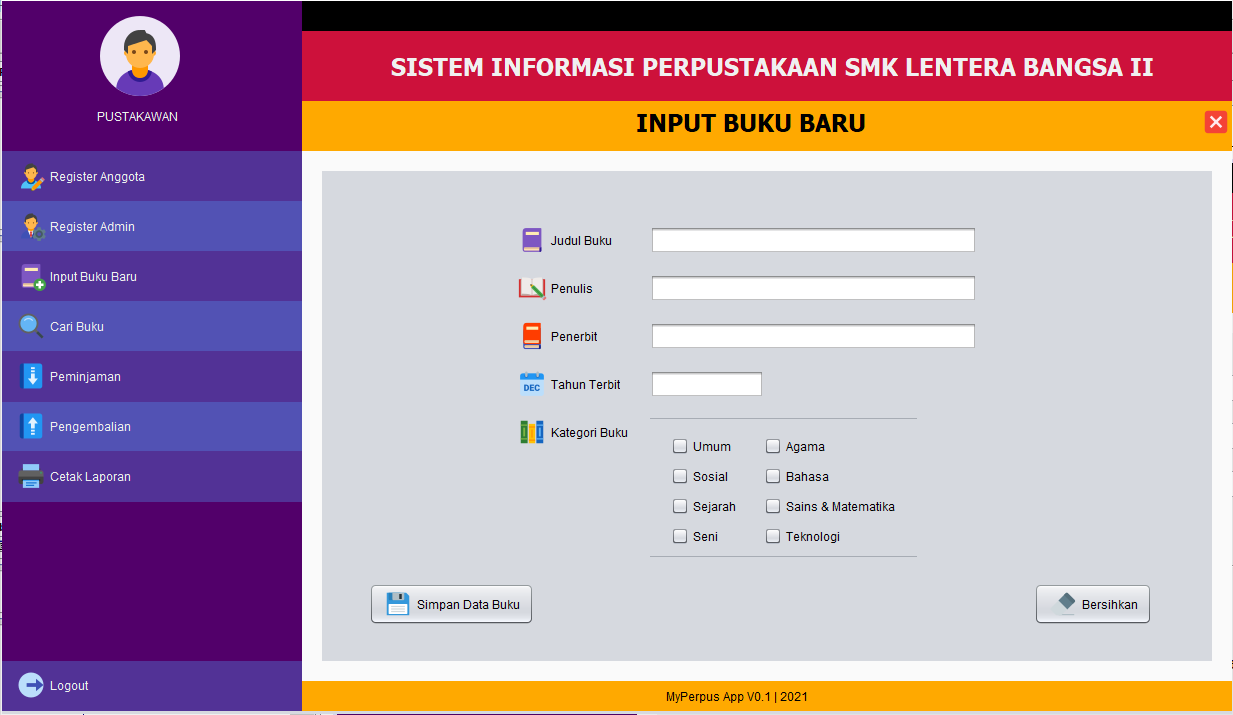 PUSTAKAWAN
Register Anggota
Register Admin
Input Buku Baru
Cari Buku
Peminjaman
Pengembalian
Cetak Laporan
Logout
SISTEM INFORMASI PERPUSTAKAAN SMK LENTERA BANGSA II
INPUT BUKU BARU
Judul Buku
Penulis
Penerbit
DEC Tahun Terbit
Kategori Buku
Umum Agama
Sosial Bahasa
Sejarah Sains & Matematika
Seni Teknologi
Simpan Data Buku Bersihkan
MyPerpus App V0.1 | 2021